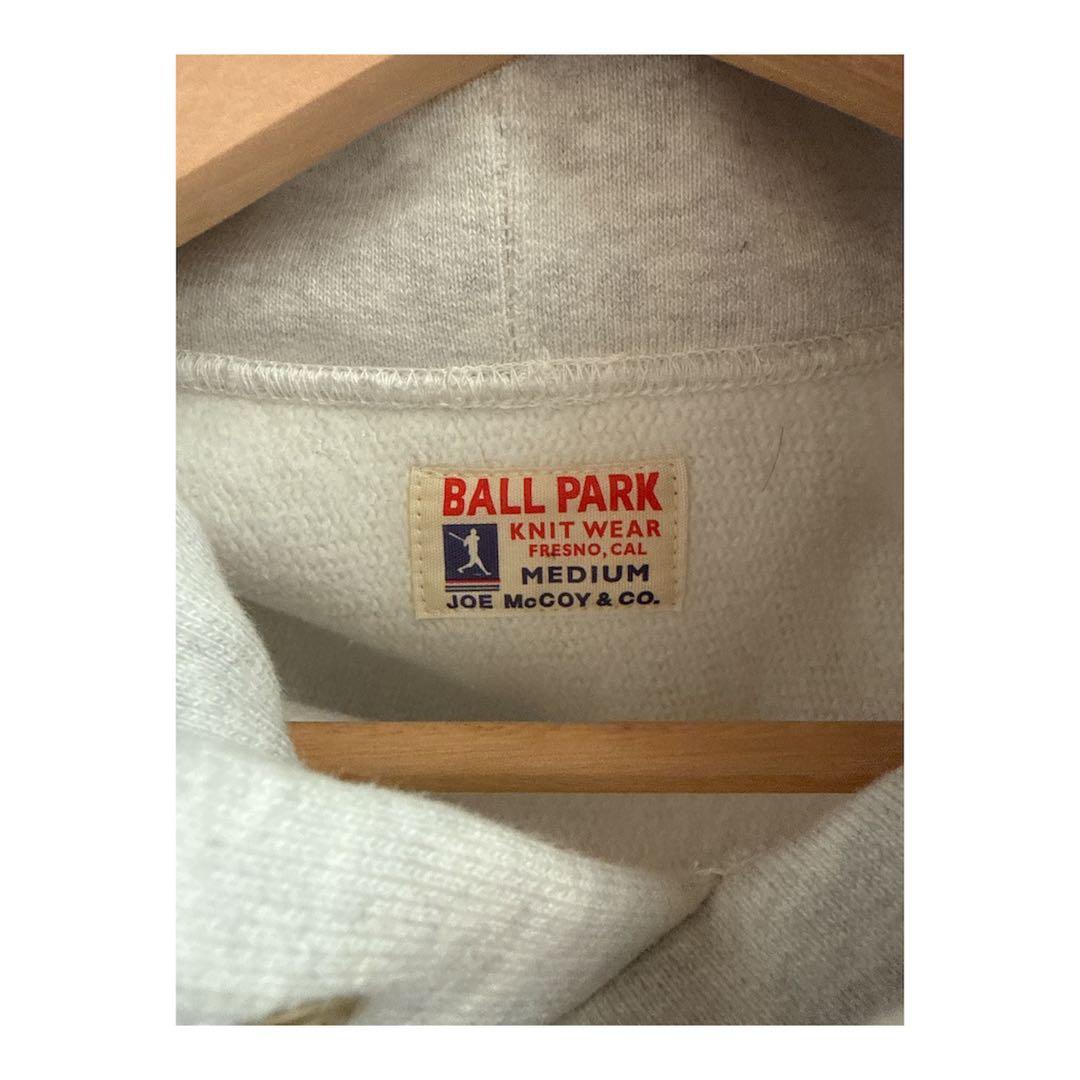 BALL PARK
KNIT WEAR
FRESNO, CAL
MEDIUM
JOE McCOY & CO.